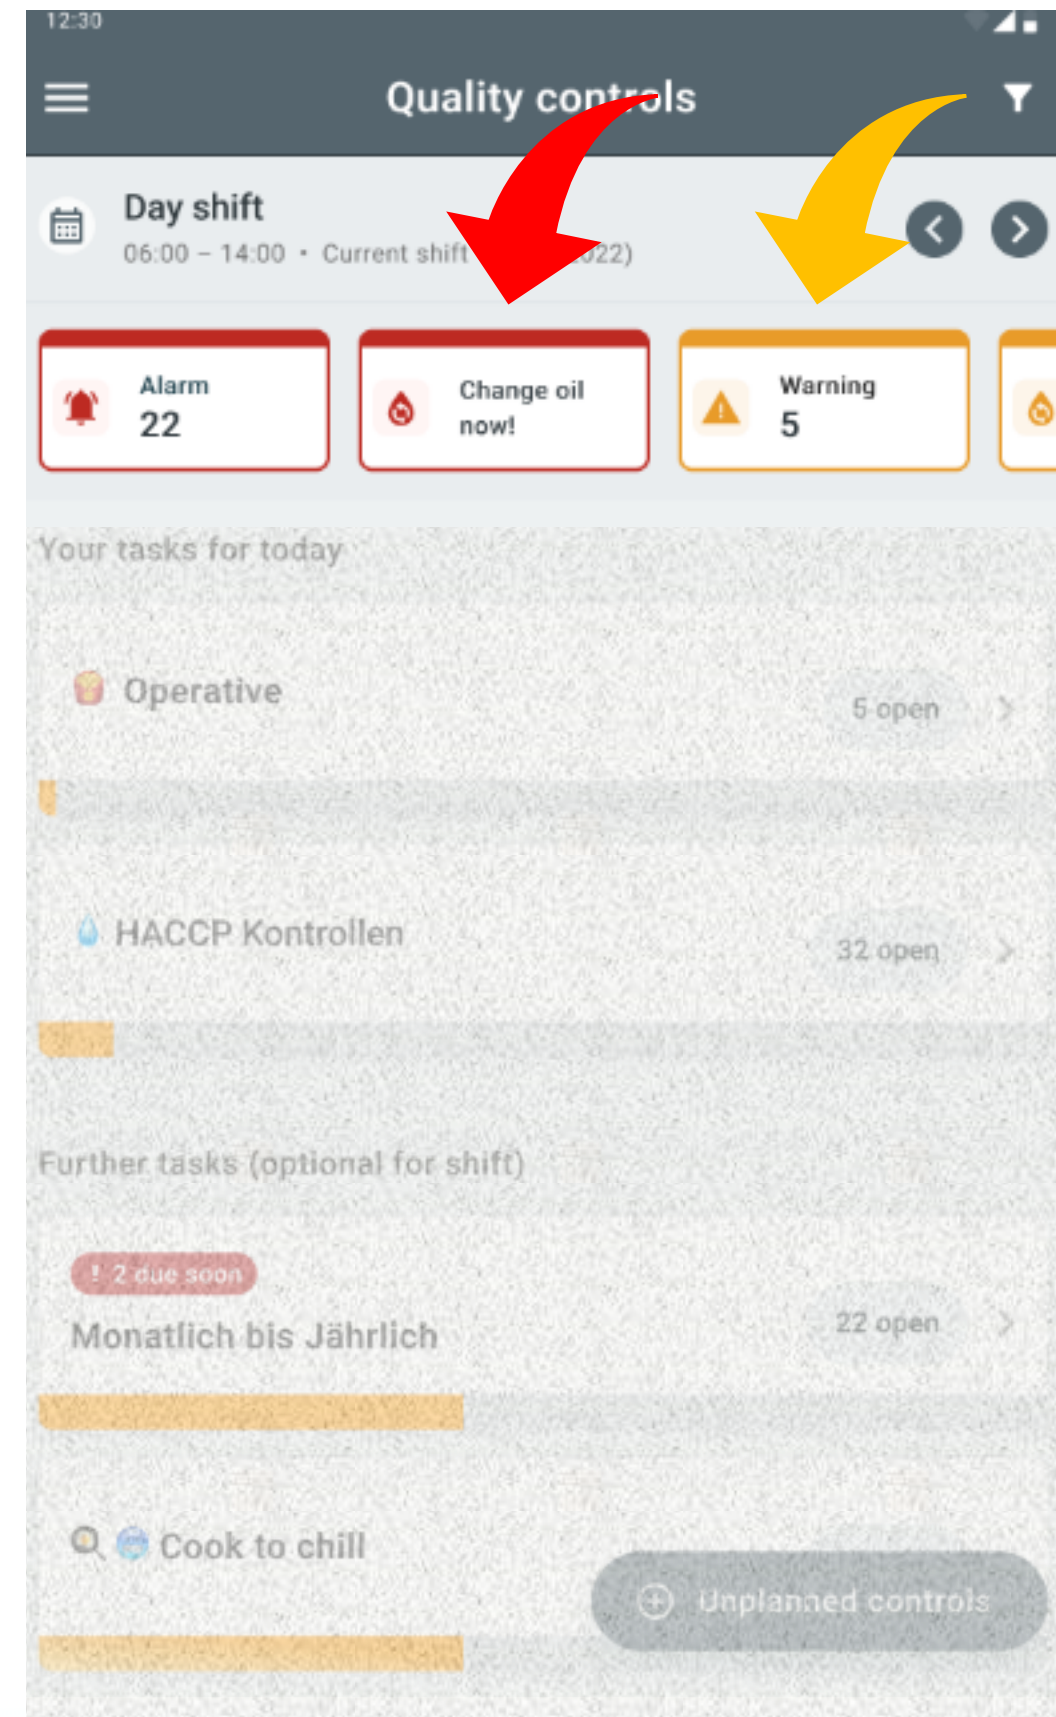 12:30
Quality controls
Day shift
06:00 – 14:00 • Current shift 022)
Alarm
22
Change oil
now!
Warning
5
Your tasks for today
Operative
5 open
HACCP Kontrollen
32 open
Further tasks (optional for shift)
! 2 due soon
Monatlich bis Jährlich
22 open
Cook to chill
Unplanned controls